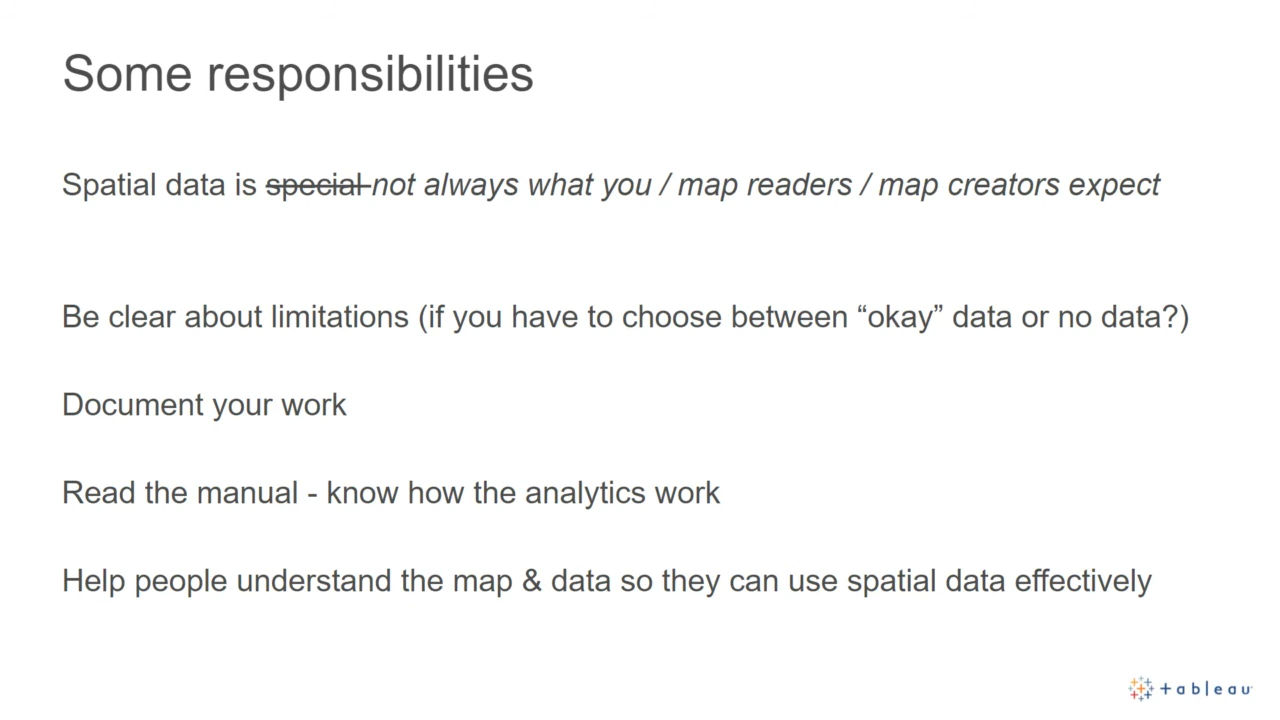 Some responsibilities
Spatial data is special not always what you / map readers / map creators expect
Be clear about limitations (if you have to choose between “okay” data or no data?)
Document your work
Read the manual - know how the analytics work
Help people understand the map & data so they can use spatial data effectively
+ableau